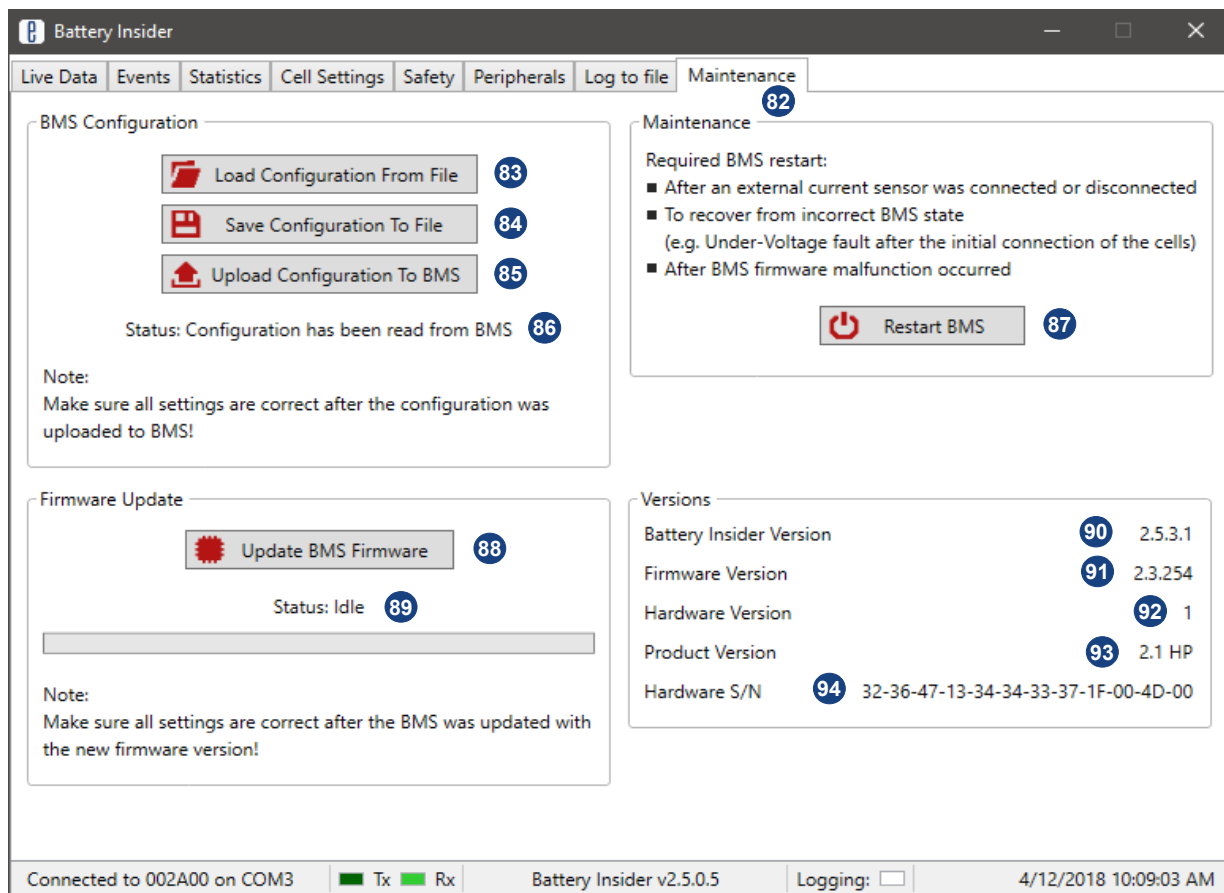 Battery Insider
Live Data Events Statistics Cell Settings Safety Peripherals Log to file Maintenance
82
BMS Configuration
Load Configuration From File 83
Save Configuration To File 84
Upload Configuration To BMS 85
Status: Configuration has been read from BMS 86
Note:
Make sure all settings are correct after the configuration was
uploaded to BMS!
Maintenance
Required BMS restart:
■ After an external current sensor was connected or disconnected
■ To recover from incorrect BMS state
(e.g. Under-Voltage fault after the initial connection of the cells)
■ After BMS firmware malfunction occurred
Restart BMS 87
Firmware Update
Update BMS Firmware 88
Status: Idle 89
Note:
Make sure all settings are correct after the BMS was updated with
the new firmware version!
Versions
Battery Insider Version 90 2.5.3.1
Firmware Version 91 2.3.254
Hardware Version 92 1
Product Version 93 2.1 HP
Hardware S/N 94 32-36-47-13-34-34-33-37-1F-00-4D-00
Connected to 002A00 on COM3 Tx Rx Battery Insider v2.5.0.5 Logging: 4/12/2018 10:09:03 AM